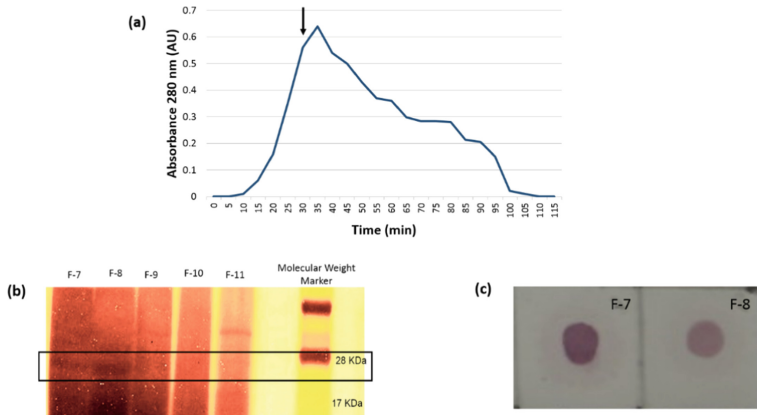 (a)
0.7
0.6
0.5
0.4
0.3
0.2
0.1
0
Absorbance 280 nm (AU)
0 5 10 15 20 25 30 35 40 45 50 55 60 65 70 75 80 85 90 95 100 105 110 115
Time (min)
(b)
F-7 F-8 F-9 F-10 F-11 Molecular Weight
Marker
28 KDa
17 KDa
(c)
F-7 F-8